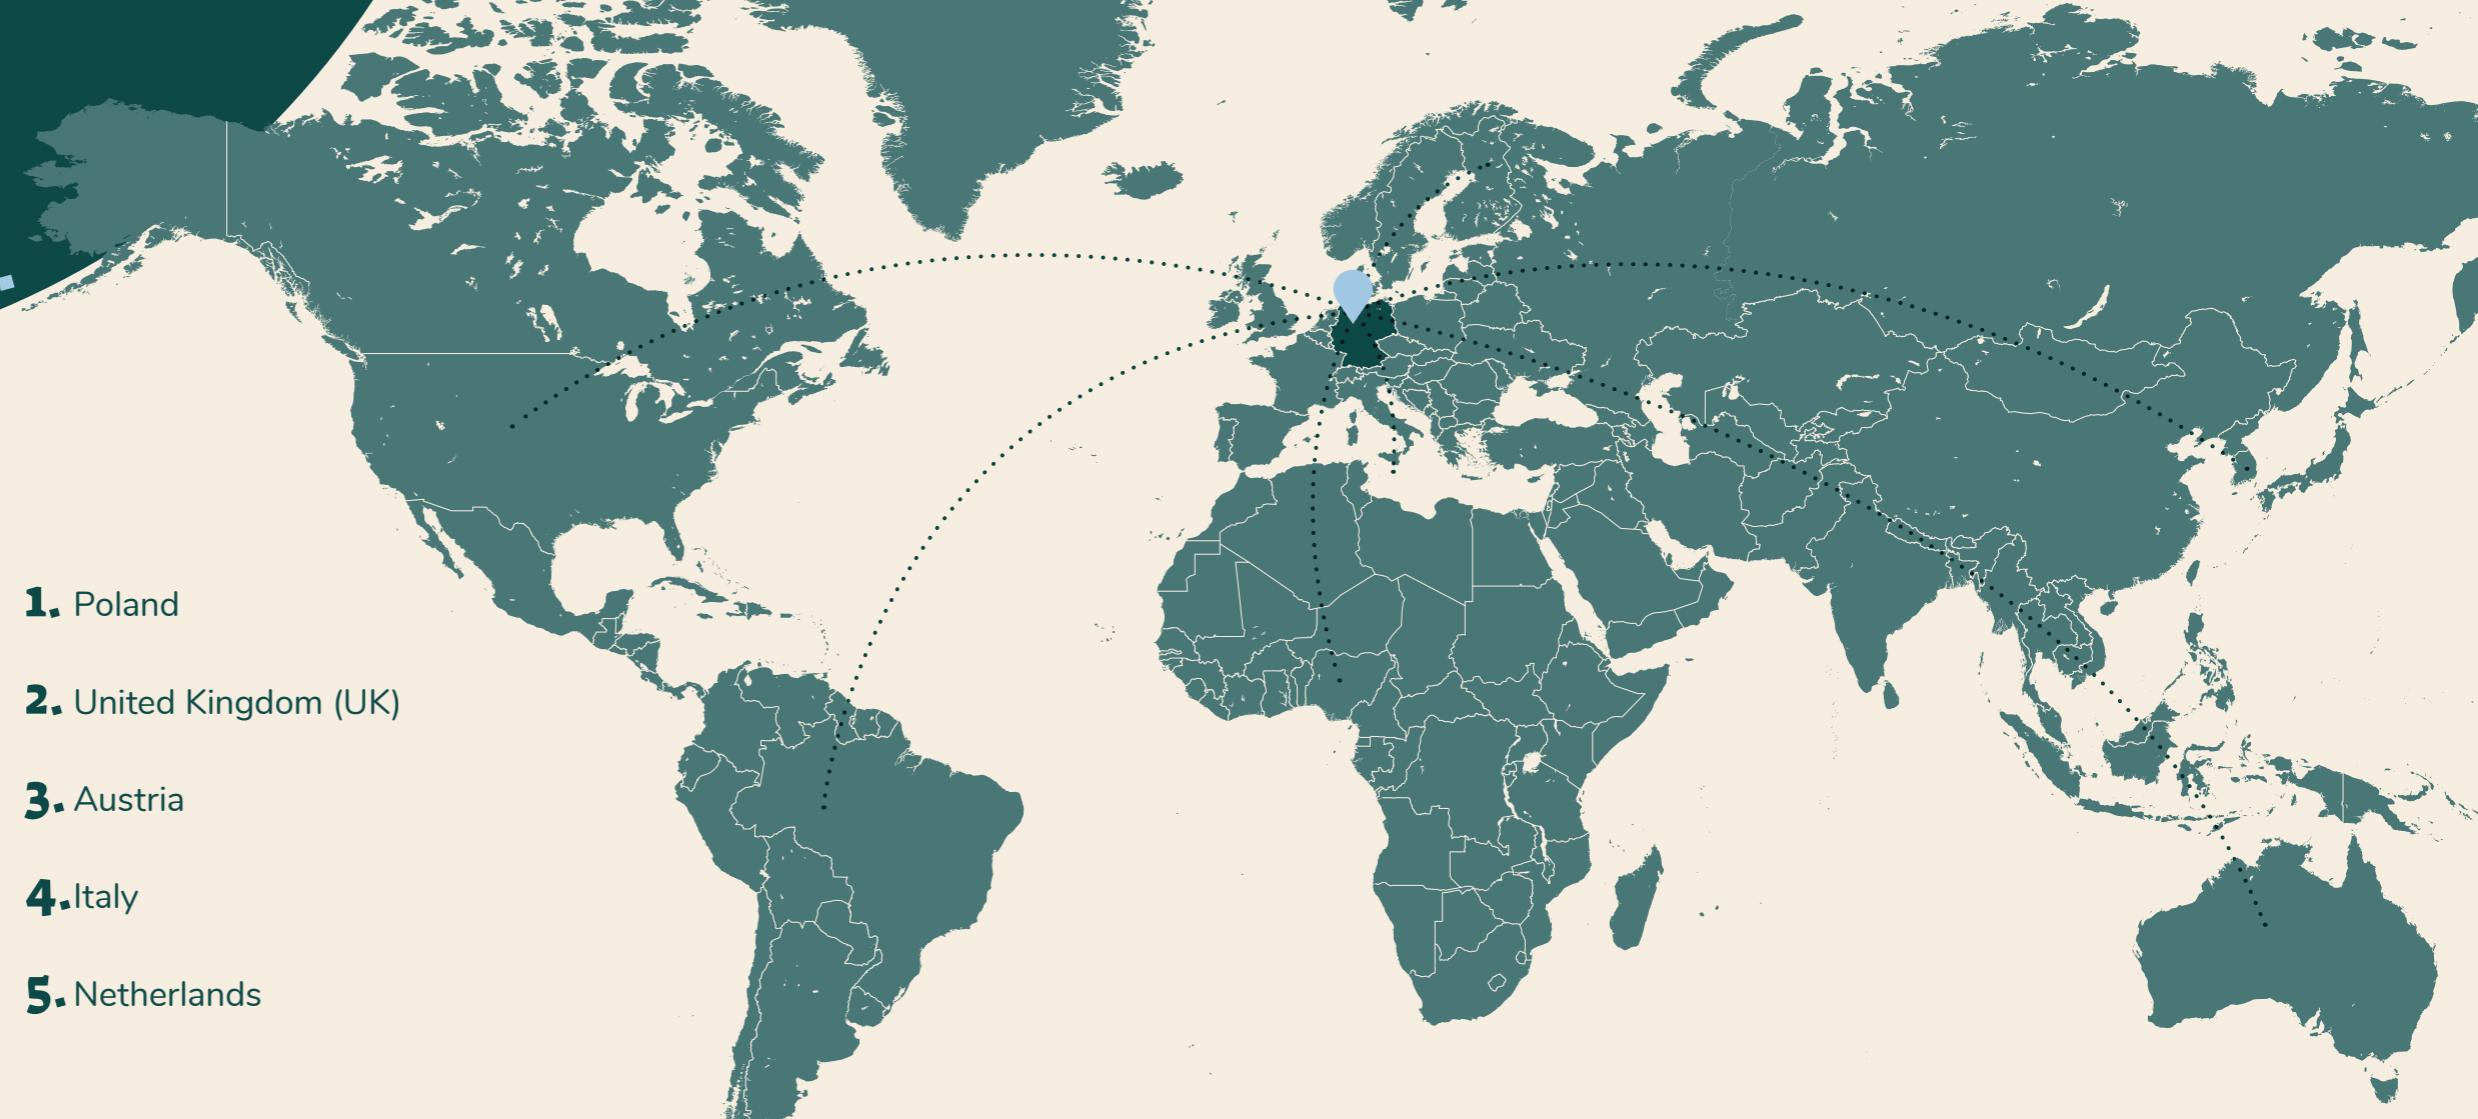 1. Poland
2. United Kingdom (UK)
3. Austria
4. Italy
5. Netherlands